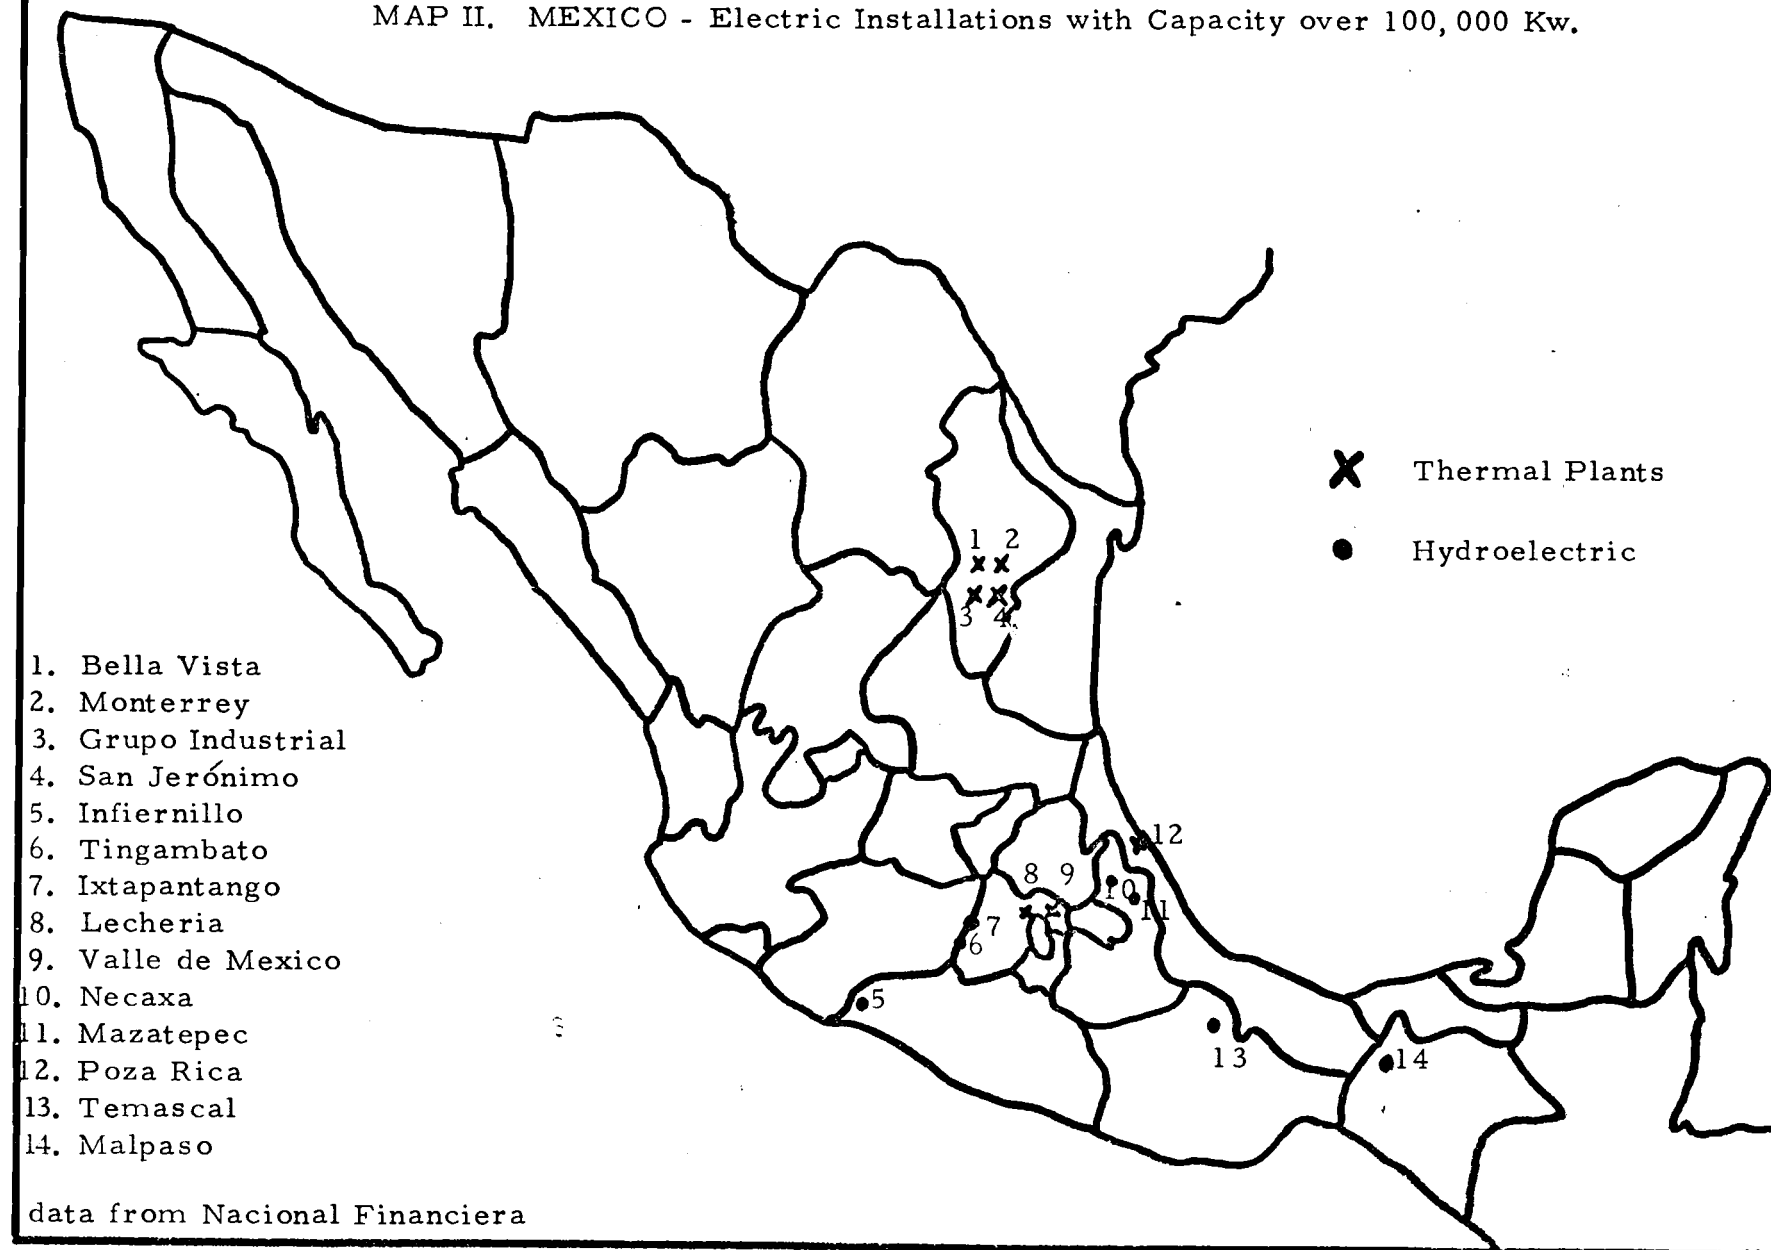 MAP II. MEXICO - Electric Installations with Capacity over 100,000 Kw.
Thermal Plants
Hydroelectric
1 2
3 4
12
8 9
10
11
7
6
5
13
14
1. Bella Vista
2. Monterrey
3. Grupo Industrial
4. San Jerónimo
5. Infiernillo
6. Tingambato
7. Ixtapantango
8. Lecheria
9. Valle de Mexico
10. Necaxa
11. Mazatepec
12. Poza Rica
13. Temascal
14. Malpaso
data from Nacional Financiera